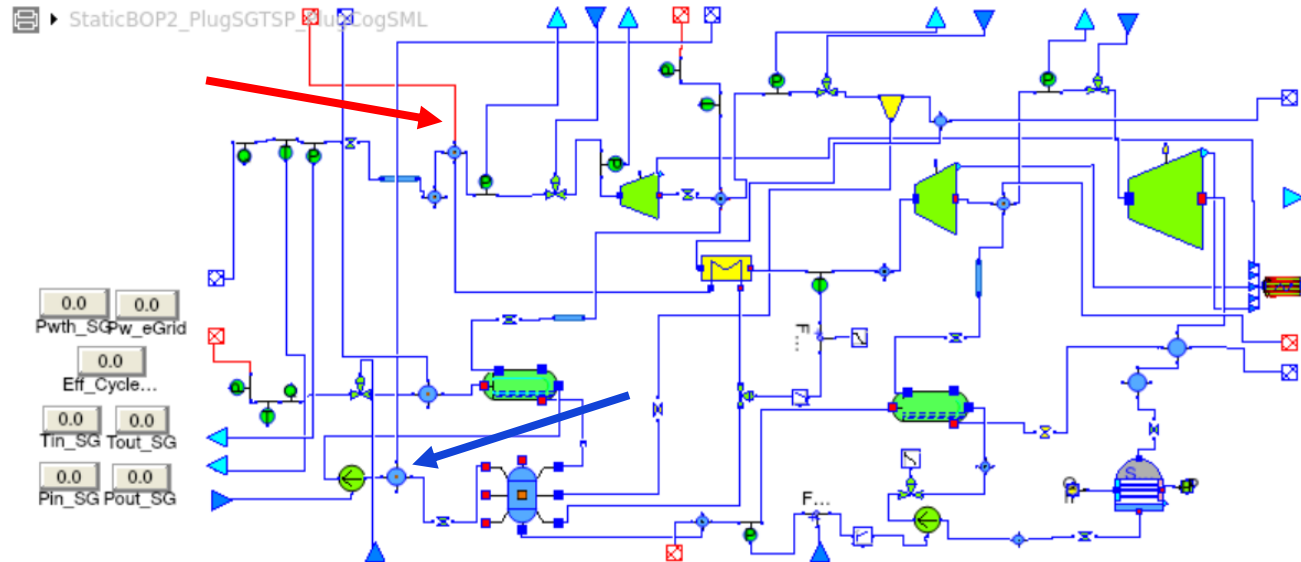 StaticBOP2_PlugSGTSP_PlugCogSML
F...
0.0 0.0
Pwth_SG Pw_eGrid
0.0
Eff_Cycle...
0.0 0.0
Tin_SG Tout_SG
0.0 0.0
Pin_SG Pout_SG
S
F...